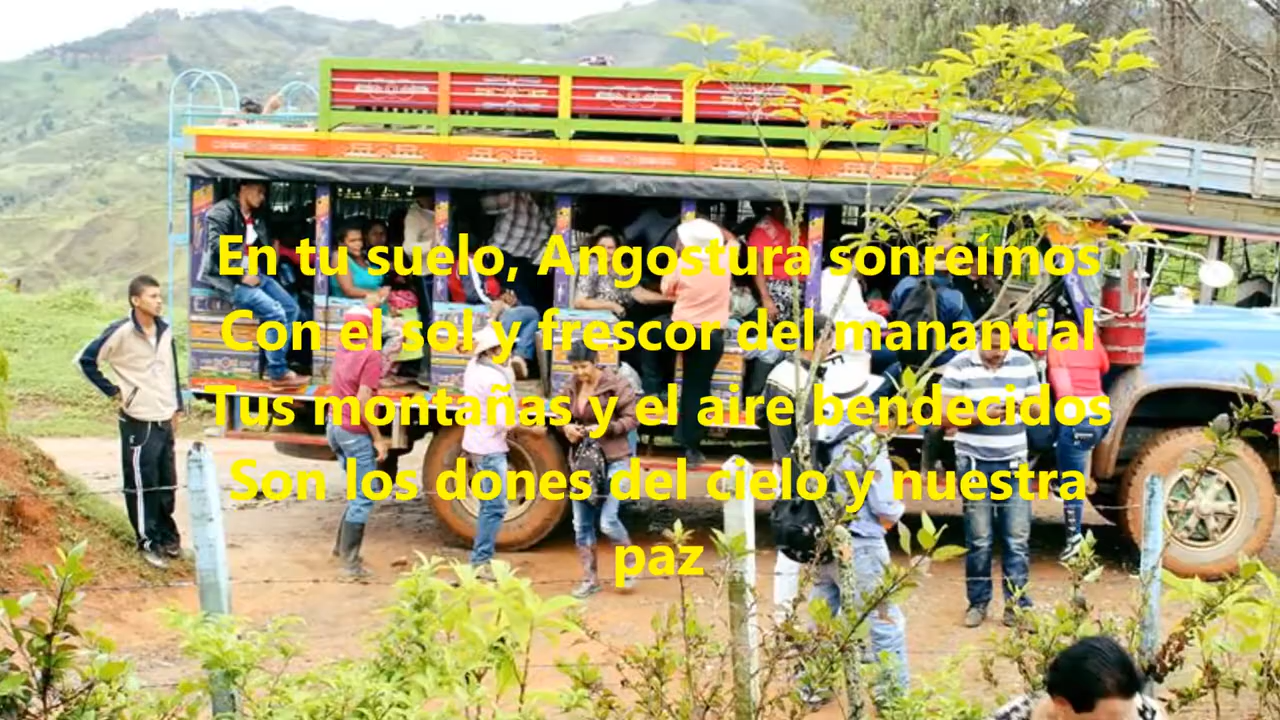 En tu suelo, Angostura sonreímos
Con el sol y frescor del manantial
Tus montañas y el aire bendecidos
Son los dones del cielo y nuestra
paz